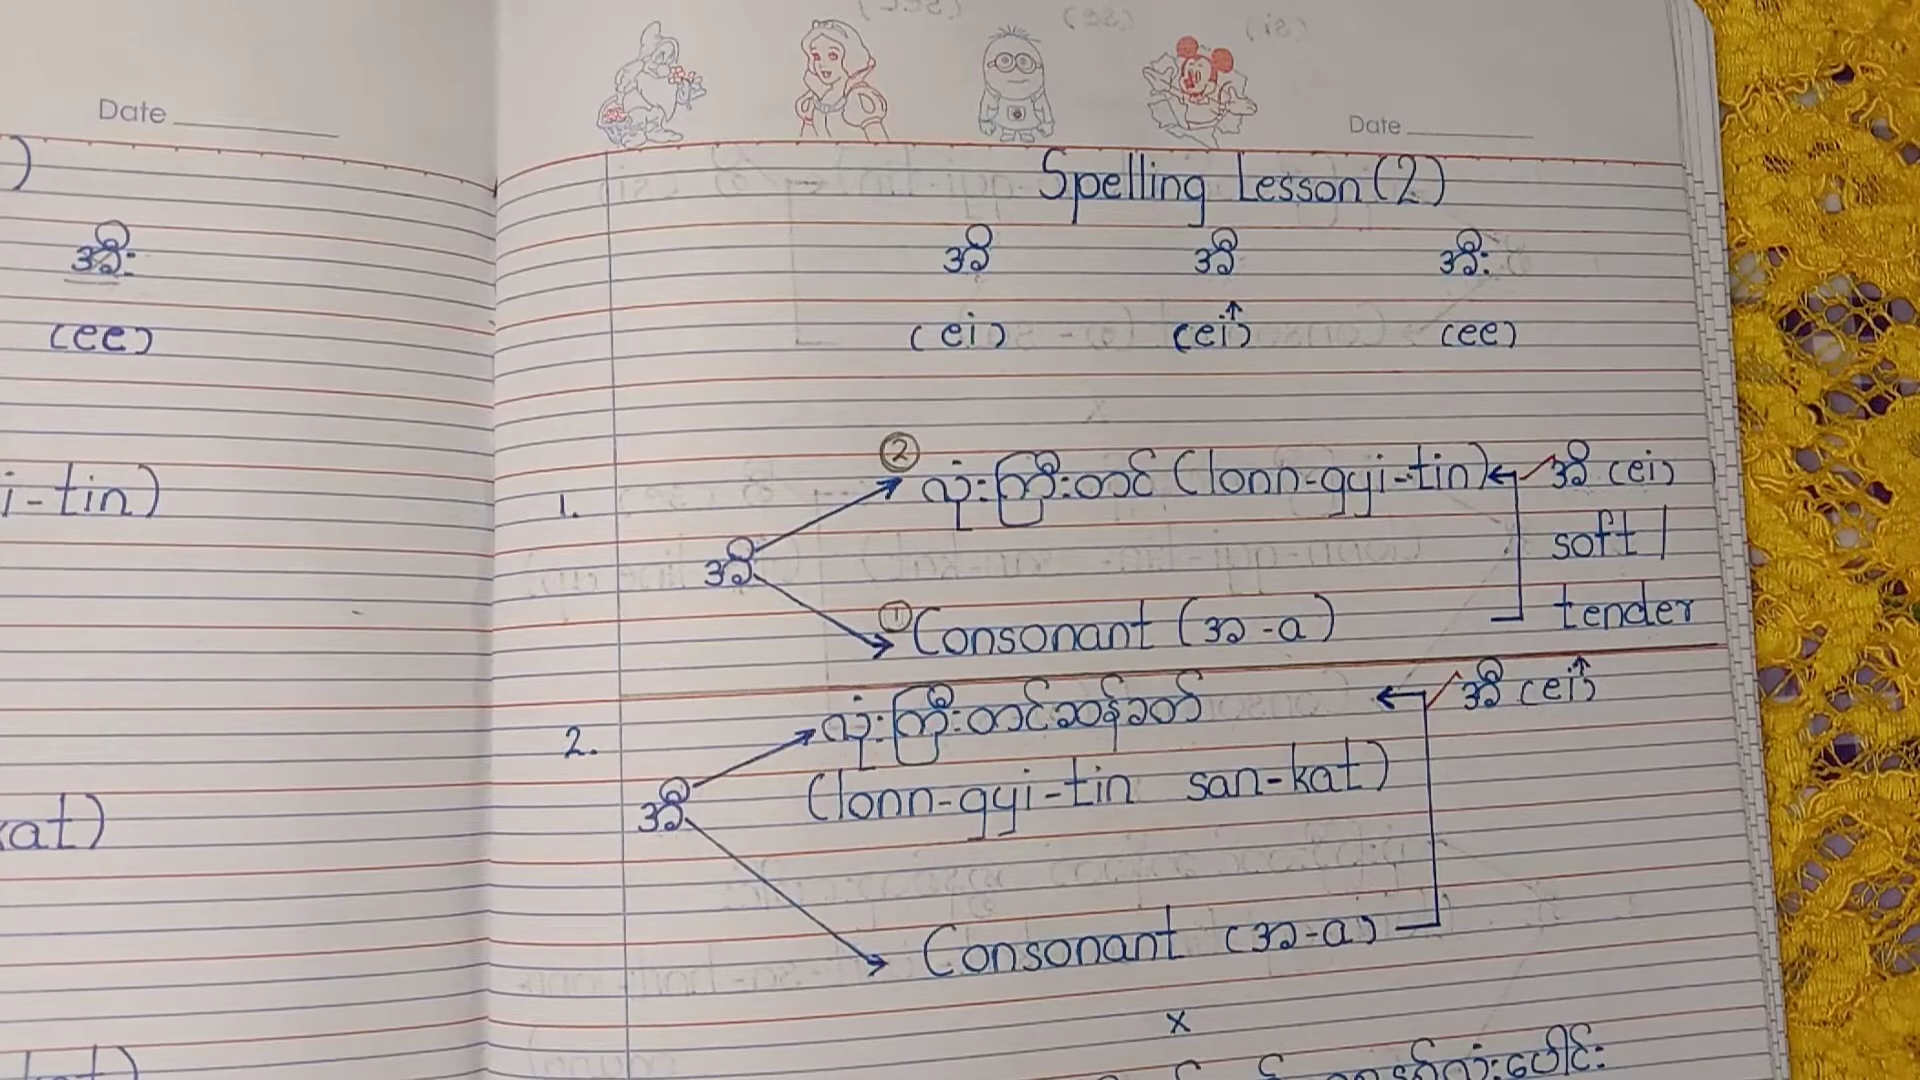 Date
အီး
(ee)
i-tin)
kat)
Date
Spelling Lesson (2)
အိ အီ အီး
(ei) (ei↑) (ee)
② လုံးကြီးတင် (lonn-gyi-tin) ← အိ (ei)
1. အိ
soft /
① Consonant (အ-a)
tender
လုံးကြီးတင်ဆန်ခတ် ← အီ (ei↑)
2. အီ
(lonn-gyi-tin san-kat)
Consonant (အ-a)
x